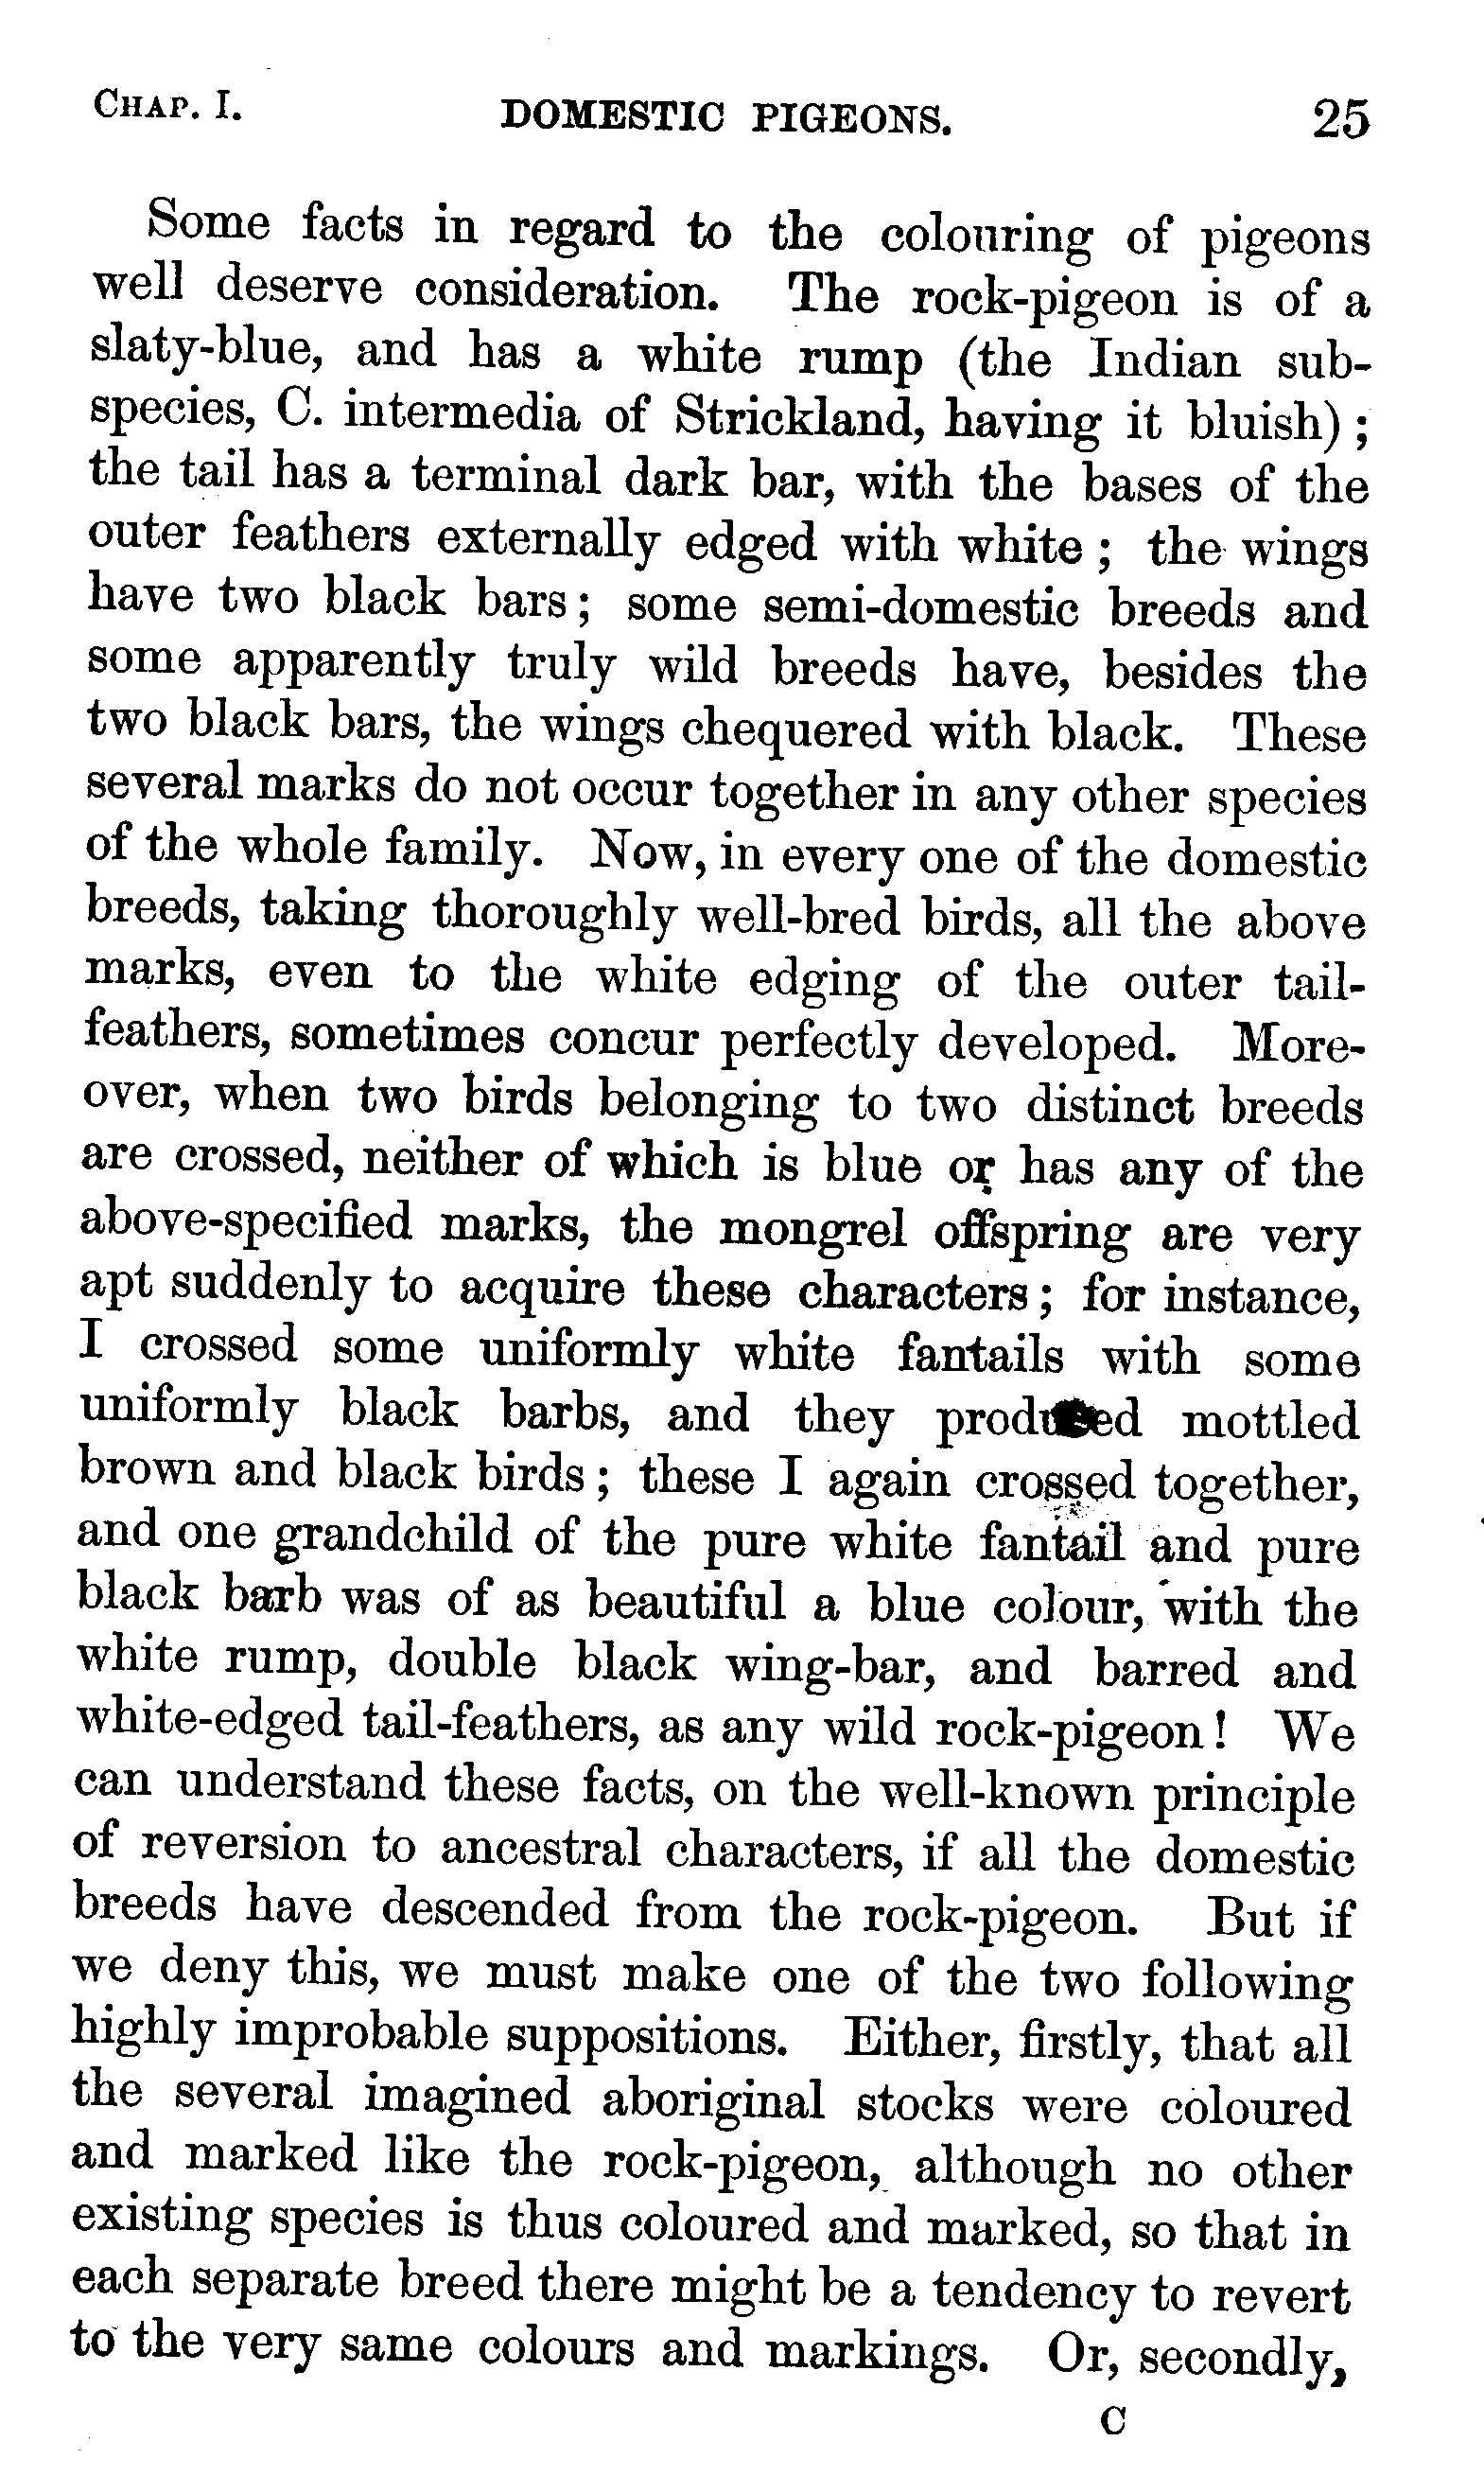 CHAP. I. DOMESTIC PIGEONS. 25
Some facts in regard to the colouring of pigeons
well deserve consideration. The rock-pigeon is of a
slaty-blue, and has a white rump (the Indian sub-
species, C. intermedia of Strickland, having it bluish) ;
the tail has a terminal dark bar, with the bases of the
outer feathers externally edged with white ; the wings
have two black bars ; some semi-domestic breeds and
some apparently truly wild breeds have, besides the
two black bars, the wings chequered with black. These
several marks do not occur together in any other species
of the whole family. Now, in every one of the domestic
breeds, taking thoroughly well-bred birds, all the above
marks, even to the white edging of the outer tail-
feathers, sometimes concur perfectly developed. More-
over, when two birds belonging to two distinct breeds
are crossed, neither of which is blue or has any of the
above-specified marks, the mongrel offspring are very
apt suddenly to acquire these characters ; for instance,
I crossed some uniformly white fantails with some
uniformly black barbs, and they produced mottled
brown and black birds ; these I again crossed together,
and one grandchild of the pure white fantail and pure
black barb was of as beautiful a blue colour, with the
white rump, double black wing-bar, and barred and
white-edged tail-feathers, as any wild rock-pigeon ! We
can understand these facts, on the well-known principle
of reversion to ancestral characters, if all the domestic
breeds have descended from the rock-pigeon. But if
we deny this, we must make one of the two following
highly improbable suppositions. Either, firstly, that all
the several imagined aboriginal stocks were coloured
and marked like the rock-pigeon, although no other
existing species is thus coloured and marked, so that in
each separate breed there might be a tendency to revert
to the very same colours and markings. Or, secondly,
C